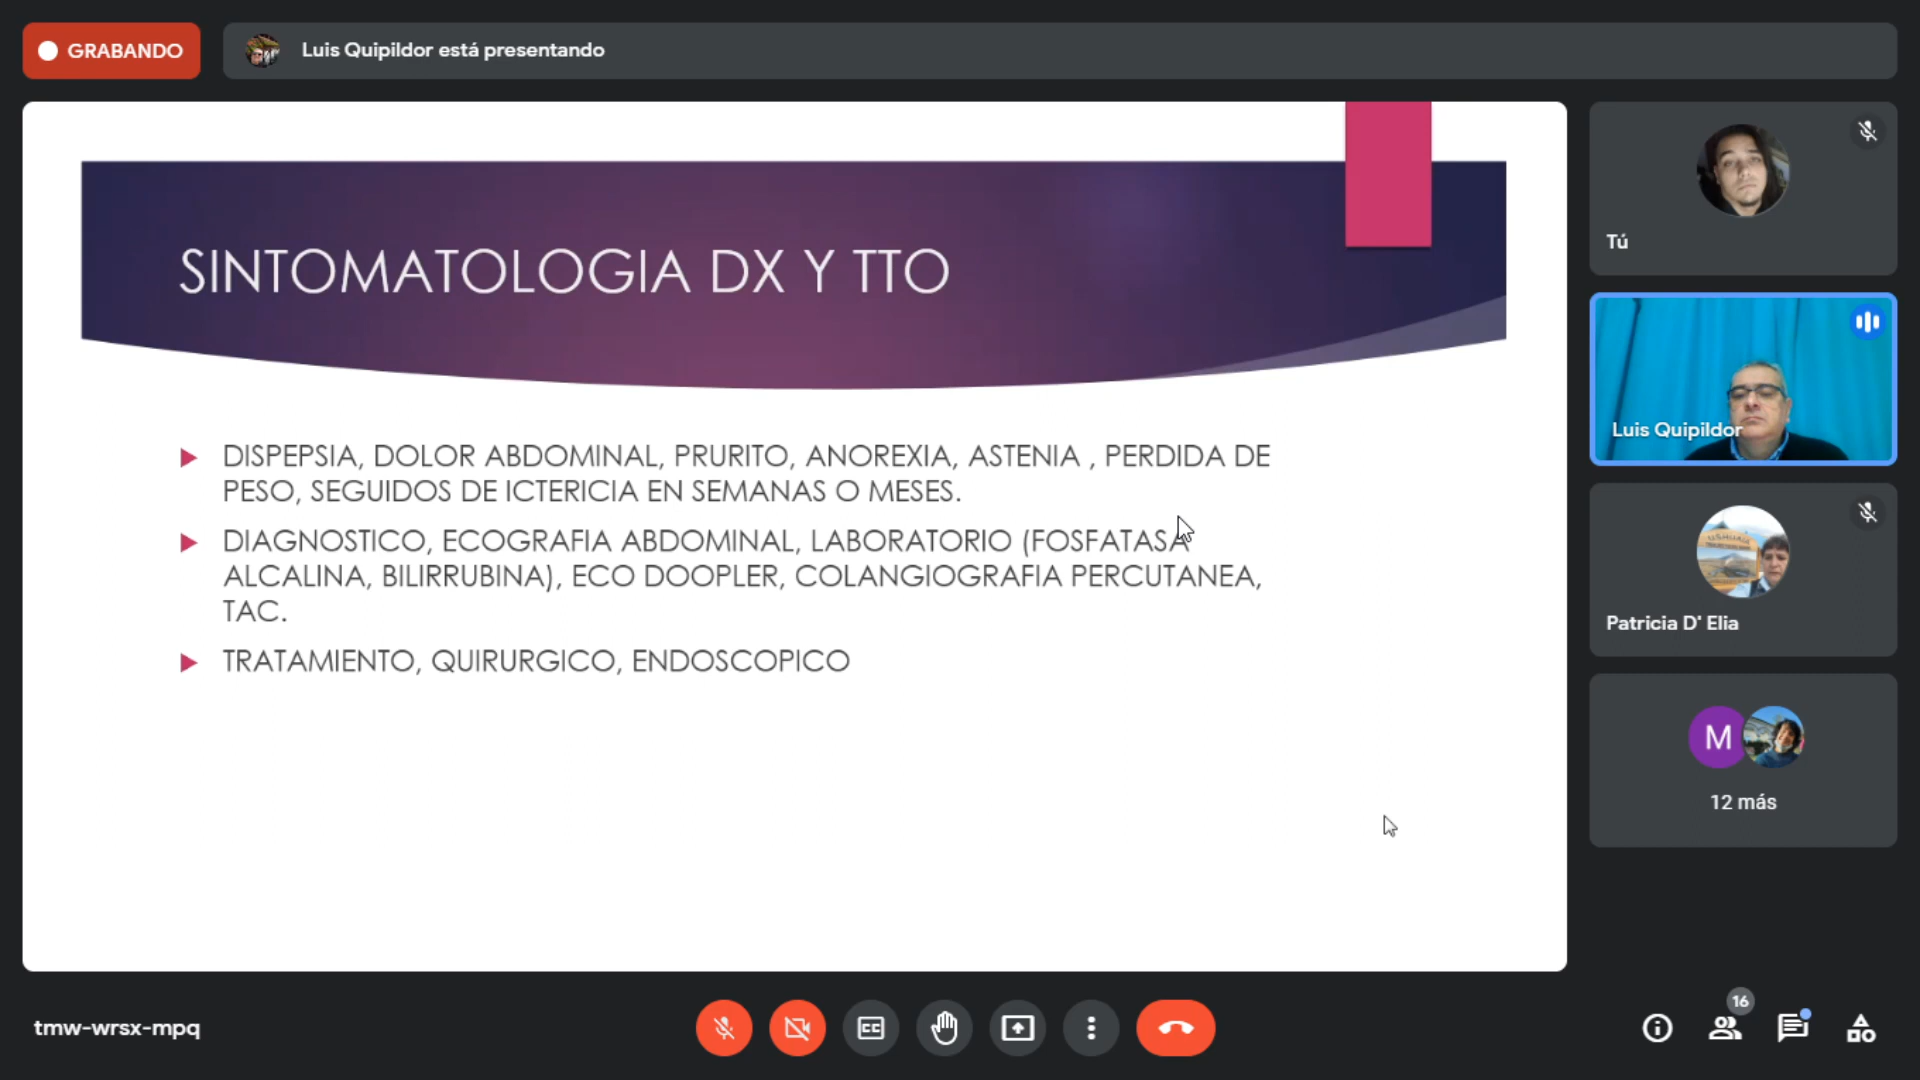 GRABANDO
Luis Quipildor está presentando
SINTOMATOLOGIA DX Y TTO
DISPEPSIA, DOLOR ABDOMINAL, PRURITO, ANOREXIA, ASTENIA , PERDIDA DE
PESO, SEGUIDOS DE ICTERICIA EN SEMANAS O MESES.
DIAGNOSTICO, ECOGRAFIA ABDOMINAL, LABORATORIO (FOSFATASA
ALCALINA, BILIRRUBINA), ECO DOOPLER, COLANGIOGRAFIA PERCUTANEA,
TAC.
TRATAMIENTO, QUIRURGICO, ENDOSCOPICO
Tú
Luis Quipildor
USHUAIA
Patricia D' Elia
M
12 más
tmw-wrsx-mpq
CC
16